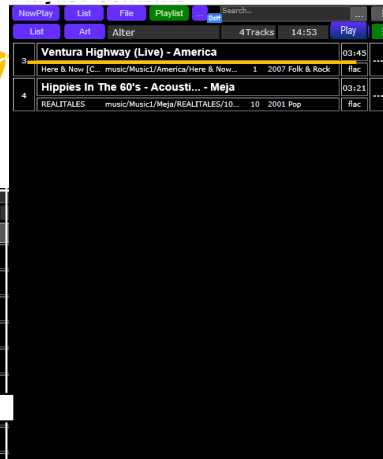 NowPlay List File Playlist ... Search.. ...
Def!
List Art Alter 4Tracks 14:53 Play
3 Ventura Highway (Live) - America 03:45 ...
Here & Now [C... music/Music1/America/Here & Now... 1 2007 Folk & Rock flac
4 Hippies In The 60's - Acousti... - Meja 03:21 ...
REALITALES music/Music1/Meja/REALITALES/10... 10 2001 Pop flac